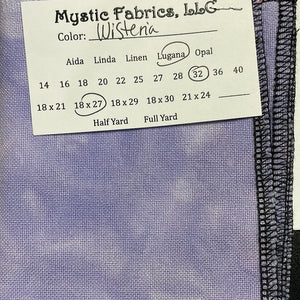 Mystic Fabrics, LLC
Color: Wisteria
Aida Linda Linen Lugana Opal
14 16 18 20 22 25 27 28 32 36 40
18 x 21 18 x 27 18 x 29 18 x 30 21 x 24
Half Yard Full Yard